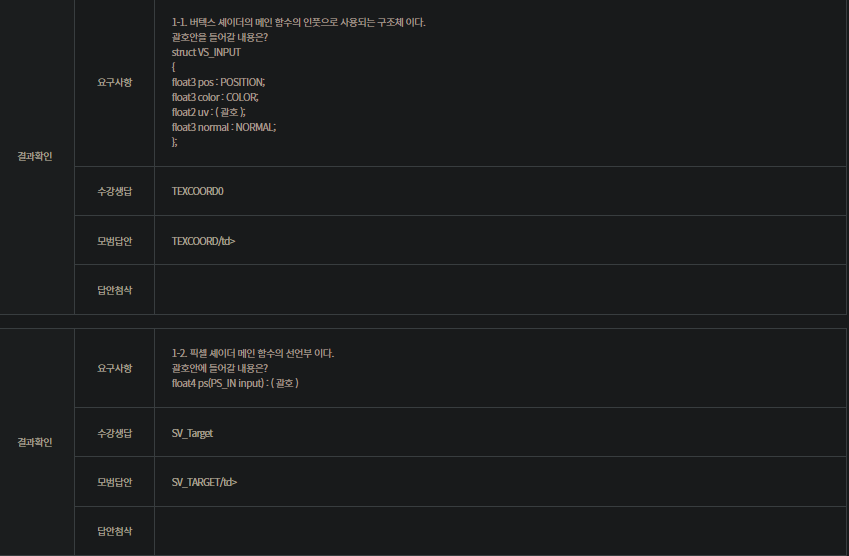 결과확인
요구사항
1-1. 버텍스 셰이더의 메인 함수의 인풋으로 사용되는 구조체 이다.
괄호안을 들어갈 내용은?
struct VS_INPUT
{
float3 pos : POSITION;
float3 color : COLOR;
float2 uv : ( 괄호 );
float3 normal : NORMAL;
};
수강생답
TEXCOORD0
모범답안
TEXCOORD/td>
답안첨삭
결과확인
요구사항
1-2. 픽셀 셰이더 메인 함수의 선언부 이다.
괄호안에 들어갈 내용은?
float4 ps(PS_IN input) : ( 괄호 )
수강생답
SV_Target
모범답안
SV_TARGET/td>
답안첨삭